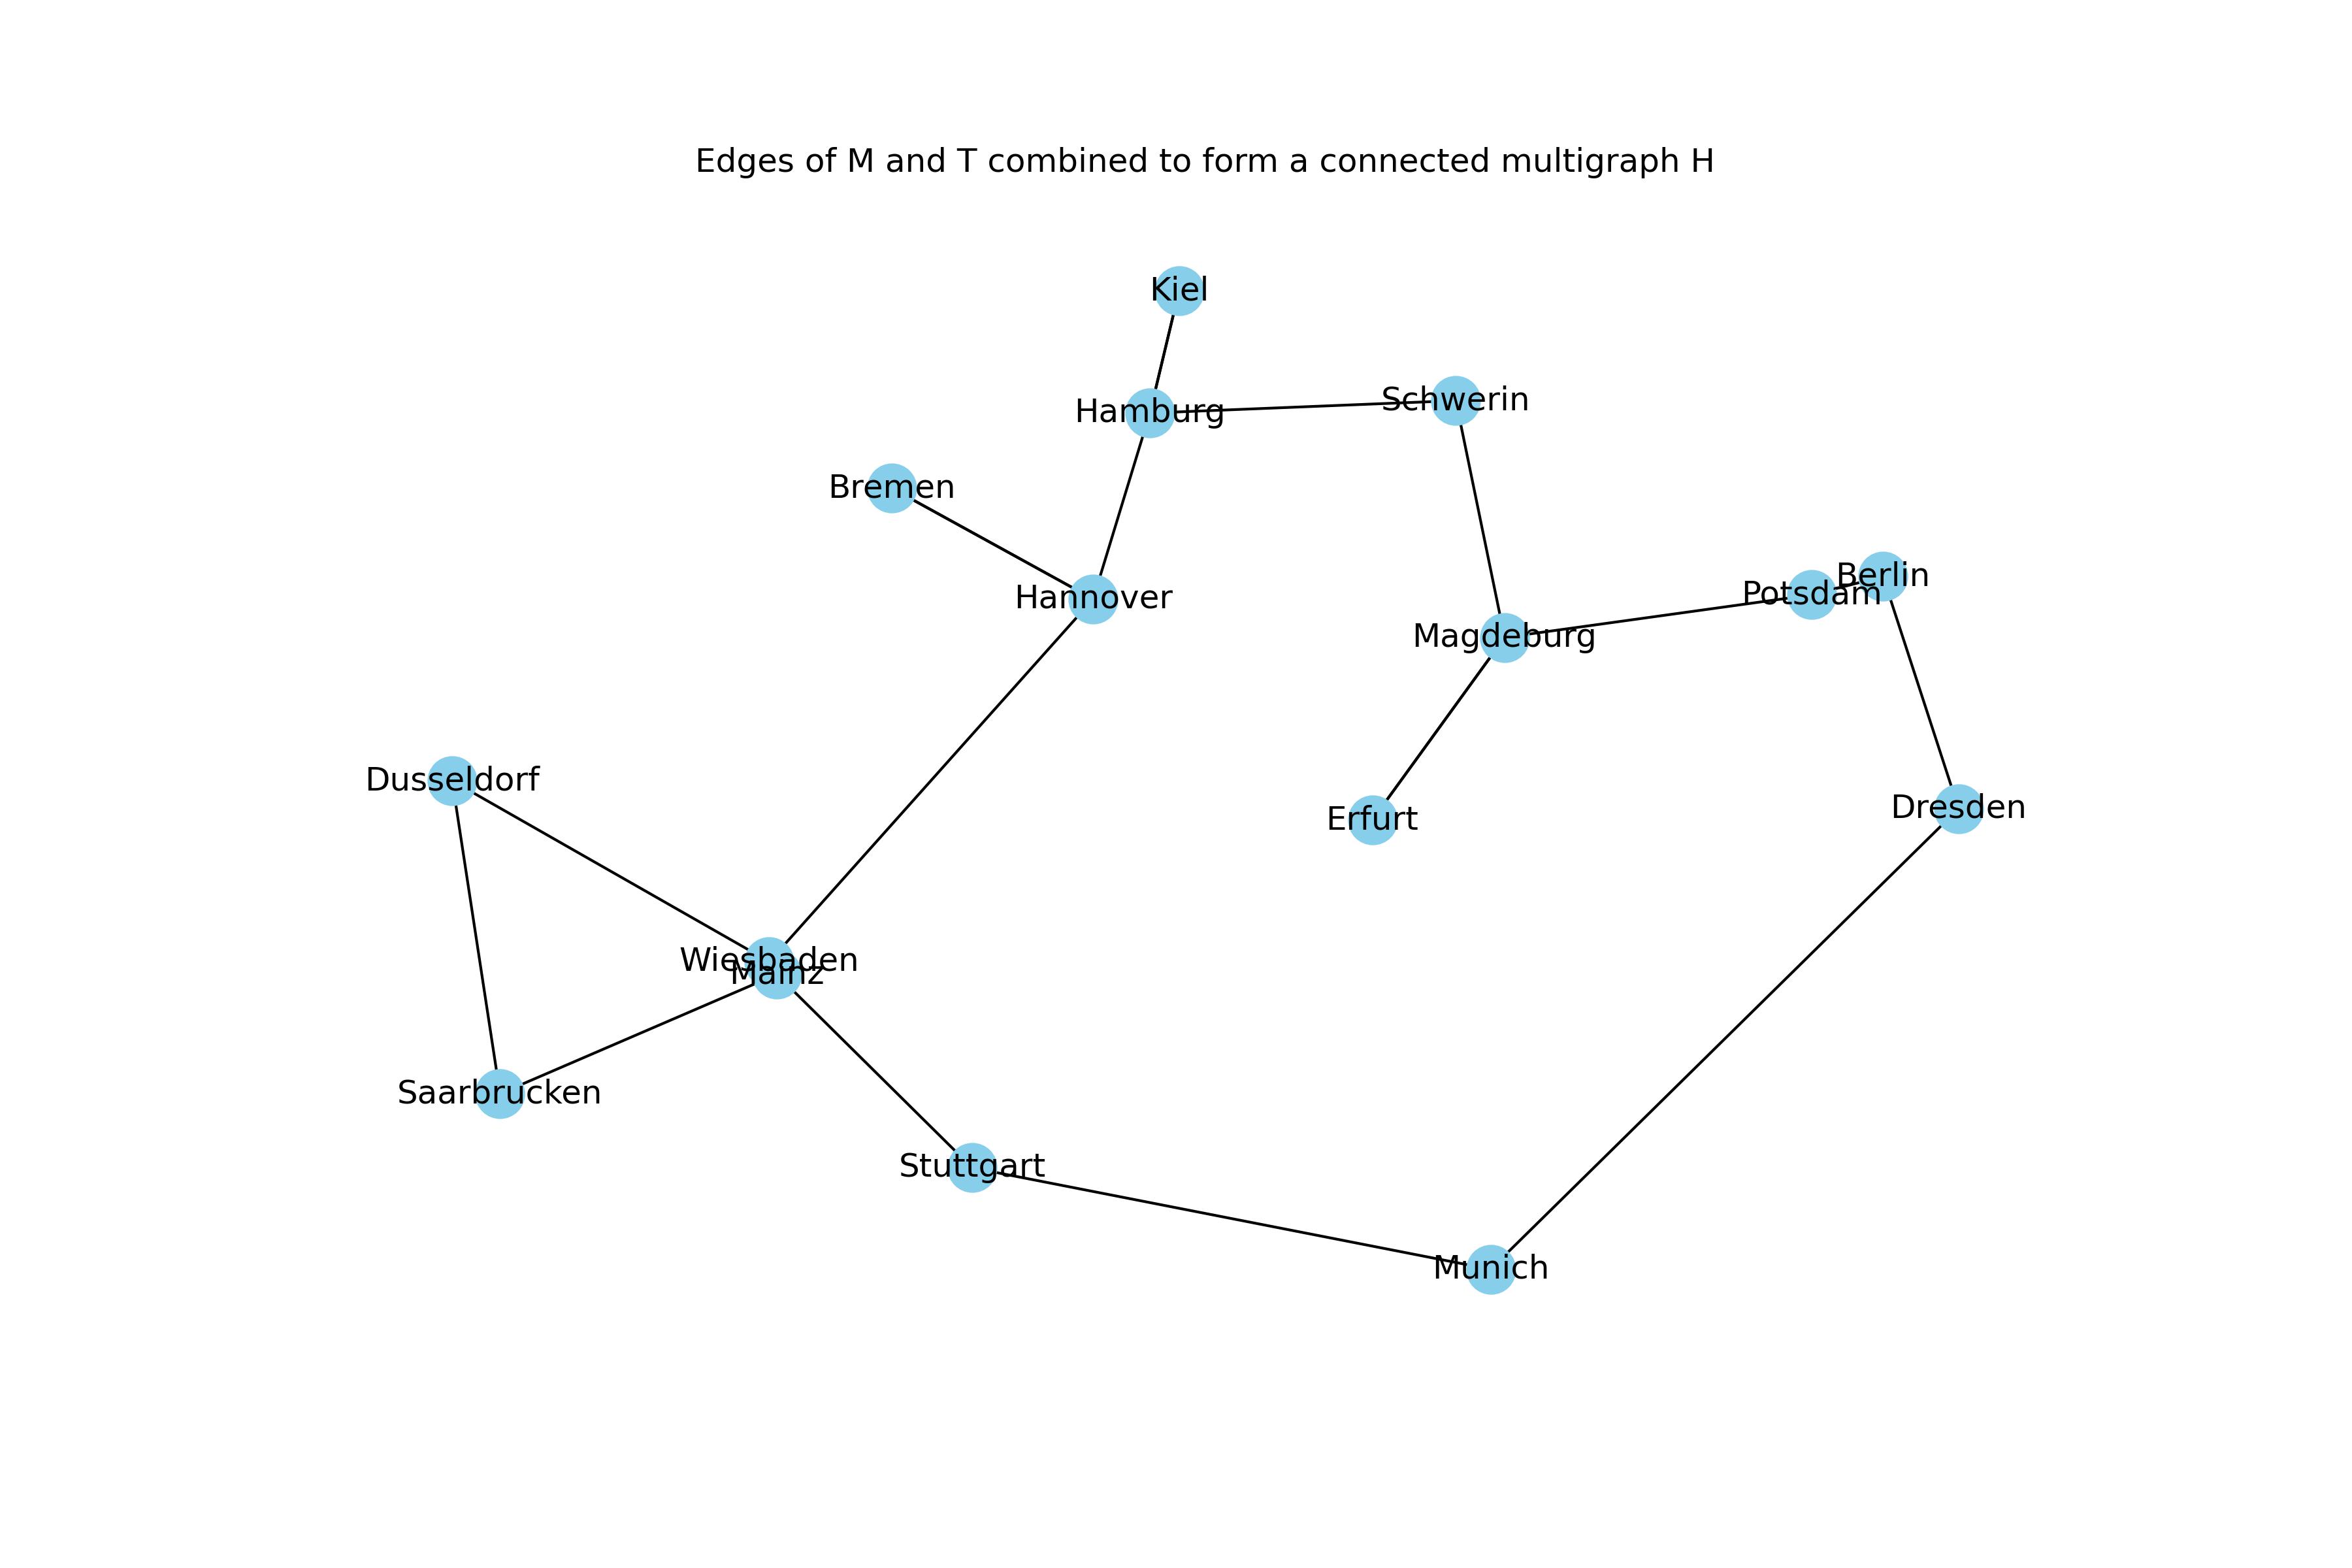 Edges of M and T combined to form a connected multigraph H
Kiel
Schwerin
Hamburg
Bremen
Berlin
Potsdam
Hannover
Magdeburg
Dusseldorf
Dresden
Erfurt
Wiesbaden
Mainz
Saarbrucken
Stuttgart
Munich